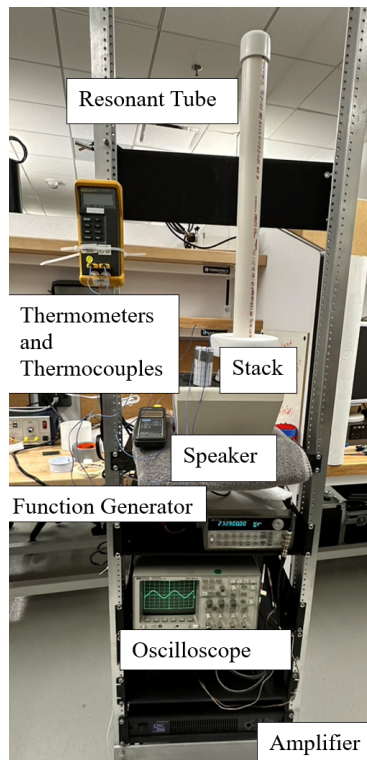 Resonant Tube
Thermometers
and
Thermocouples
Stack
Speaker
Function Generator
Oscilloscope
Amplifier